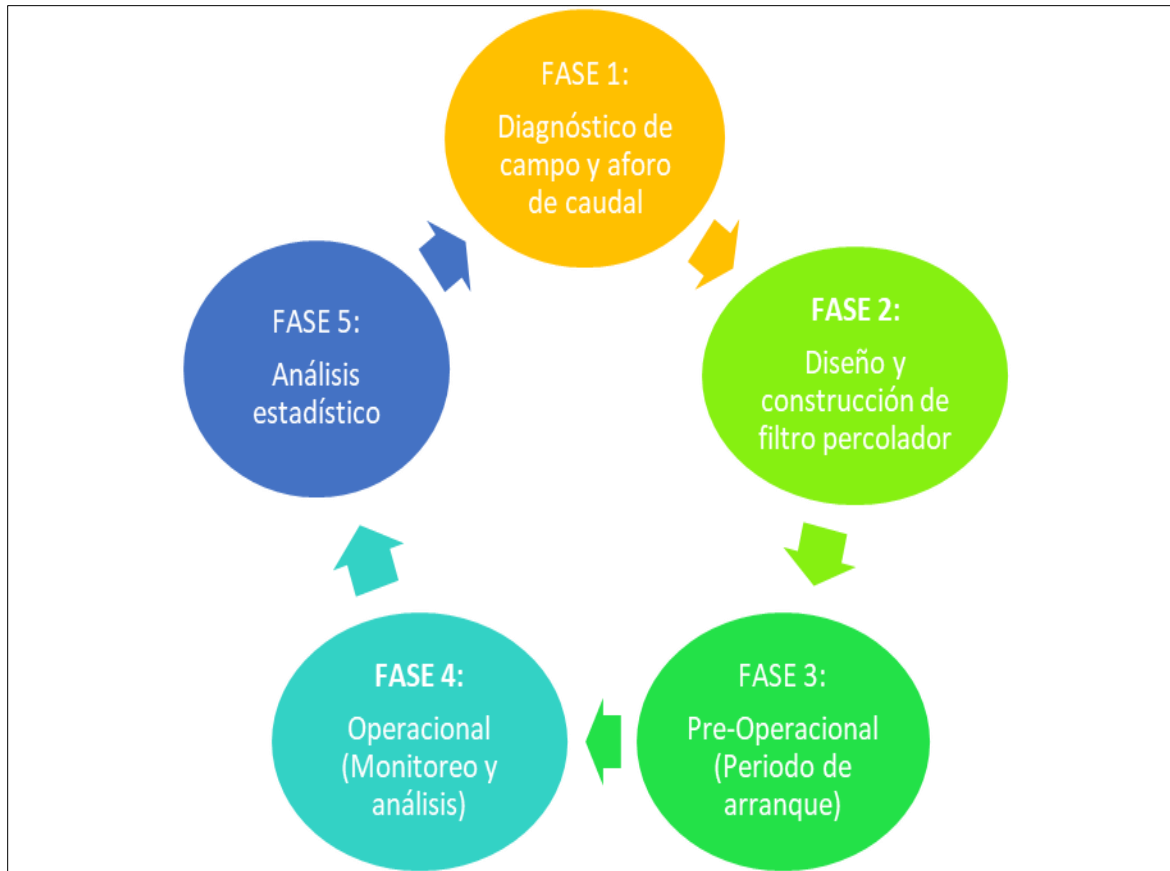 FASE 1:
Diagnóstico de
campo y aforo
de caudal
FASE 2:
Diseño y
construcción de
filtro percolador
FASE 3:
Pre-Operacional
(Periodo de
arranque)
FASE 4:
Operacional
(Monitoreo y
análisis)
FASE 5:
Análisis
estadístico